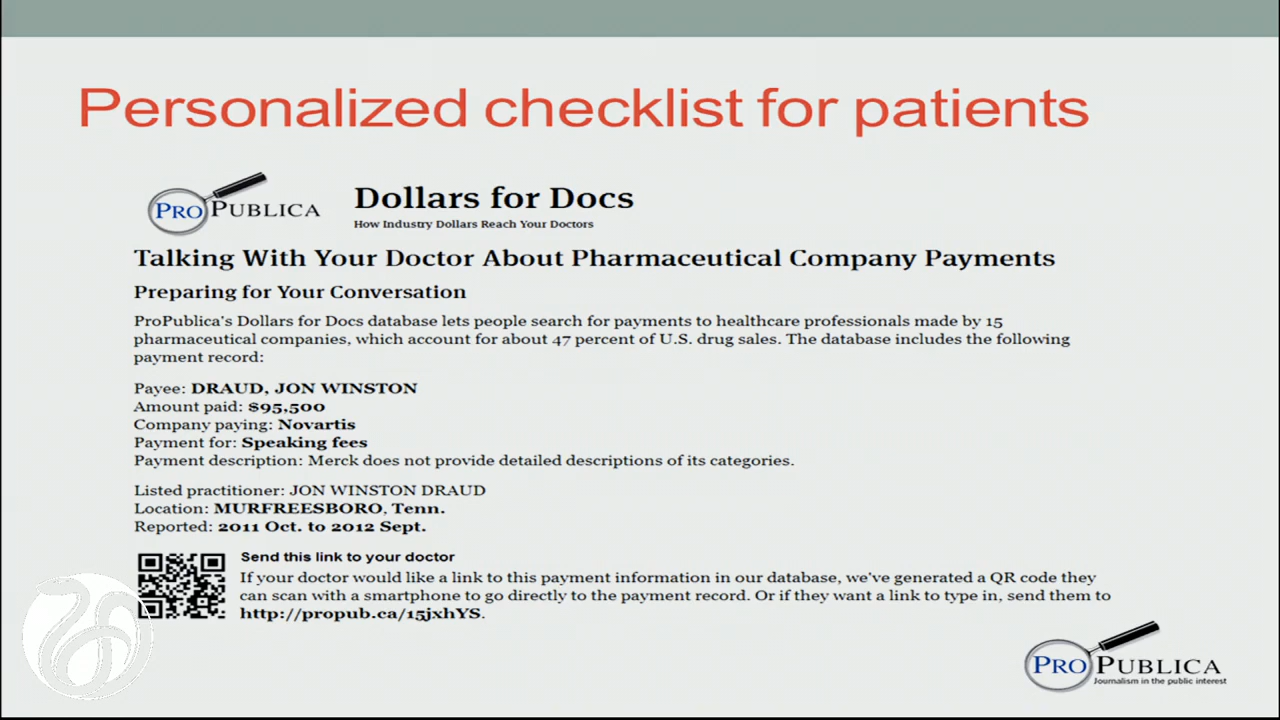 Personalized checklist for patients
PROPUBLICA
Dollars for Docs
How Industry Dollars Reach Your Doctors
Talking With Your Doctor About Pharmaceutical Company Payments
Preparing for Your Conversation
ProPublica's Dollars for Docs database lets people search for payments to healthcare professionals made by 15
pharmaceutical companies, which account for about 47 percent of U.S. drug sales. The database includes the following
payment record:
Payee: DRAUD, JON WINSTON
Amount paid: $95,500
Company paying: Novartis
Payment for: Speaking fees
Payment description: Merck does not provide detailed descriptions of its categories.
Listed practitioner: JON WINSTON DRAUD
Location: MURFREESBORO, Tenn.
Reported: 2011 Oct. to 2012 Sept.
Send this link to your doctor
If your doctor would like a link to this payment information in our database, we've generated a QR code they
can scan with a smartphone to go directly to the payment record. Or if they want a link to type in, send them to
http://propub.ca/15jxhYS.
PROPUBLICA
Journalism in the public interest